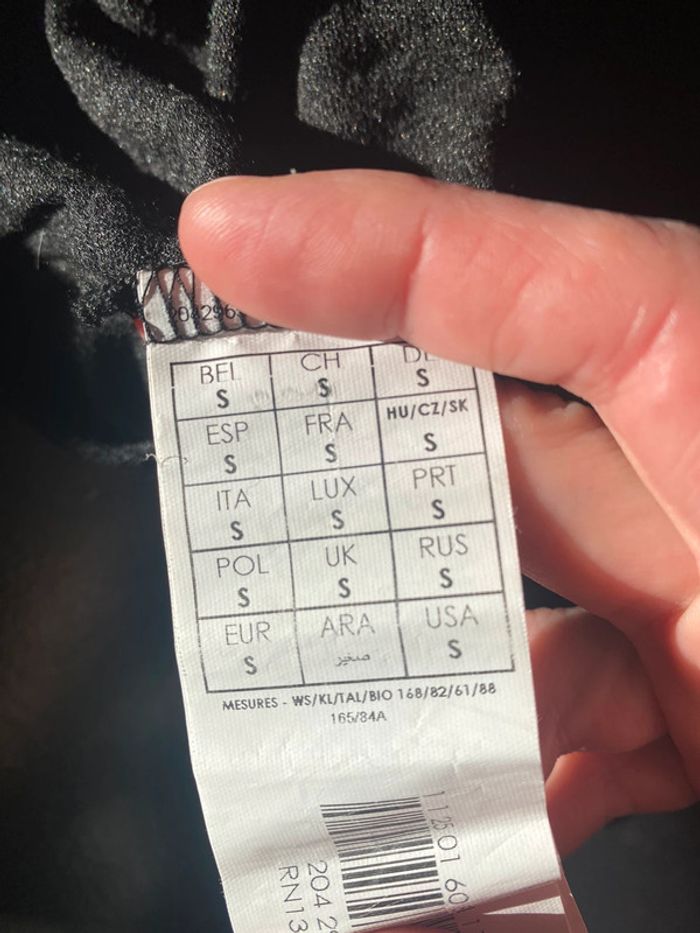 BEL CH
S S S
ESP FRA HU/CZ/SK
S S S
ITA LUX PRT
S S S
POL UK RUS
S S S
EUR ARA USA
S صغير S
MESURES - WS/KL/TAL/BIO 168/82/61/88
165/84A